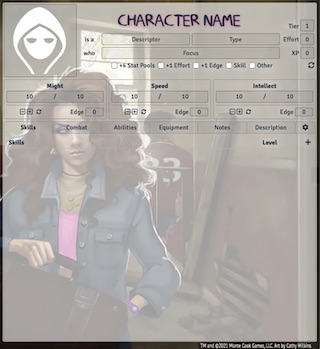 CHARACTER NAME
Tier 1
is a Descriptor Type Effort 0
who Focus XP 0
+4 Stat Pools +1 Effort +1 Edge Skill Other
Might Speed Intellect
10 / 10 10 / 10 10 / 10
Edge 0 Edge 0 Edge 0
Skills Combat Abilities Equipment Notes Description
Skills Level +
83
TM and ©2021 Monte Cook Games, LLC. Art by Cathy Wilkins